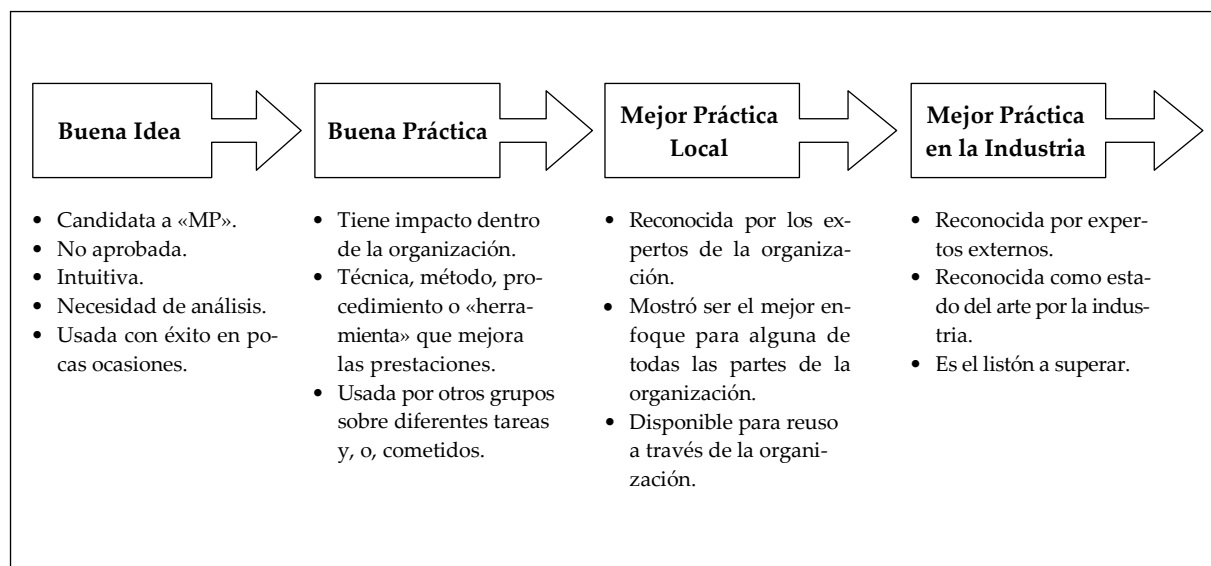 Buena Idea
Buena Práctica
Mejor Práctica
Local
Mejor Práctica
en la Industria
• Candidata a «MP».
• No aprobada.
• Intuitiva.
• Necesidad de análisis.
• Usada con éxito en po-
cas ocasiones.
• Tiene impacto dentro
de la organización.
• Técnica, método, pro-
cedimiento o «herra-
mienta» que mejora
las prestaciones.
• Usada por otros grupos
sobre diferentes tareas
y, o, cometidos.
• Reconocida por los ex-
pertos de la organiza-
ción.
• Mostró ser el mejor en-
foque para alguna de
todas las partes de la
organización.
• Disponible para reuso
a través de la organi-
zación.
• Reconocida por exper-
tos externos.
• Reconocida como esta-
do del arte por la indus-
tria.
• Es el listón a superar.